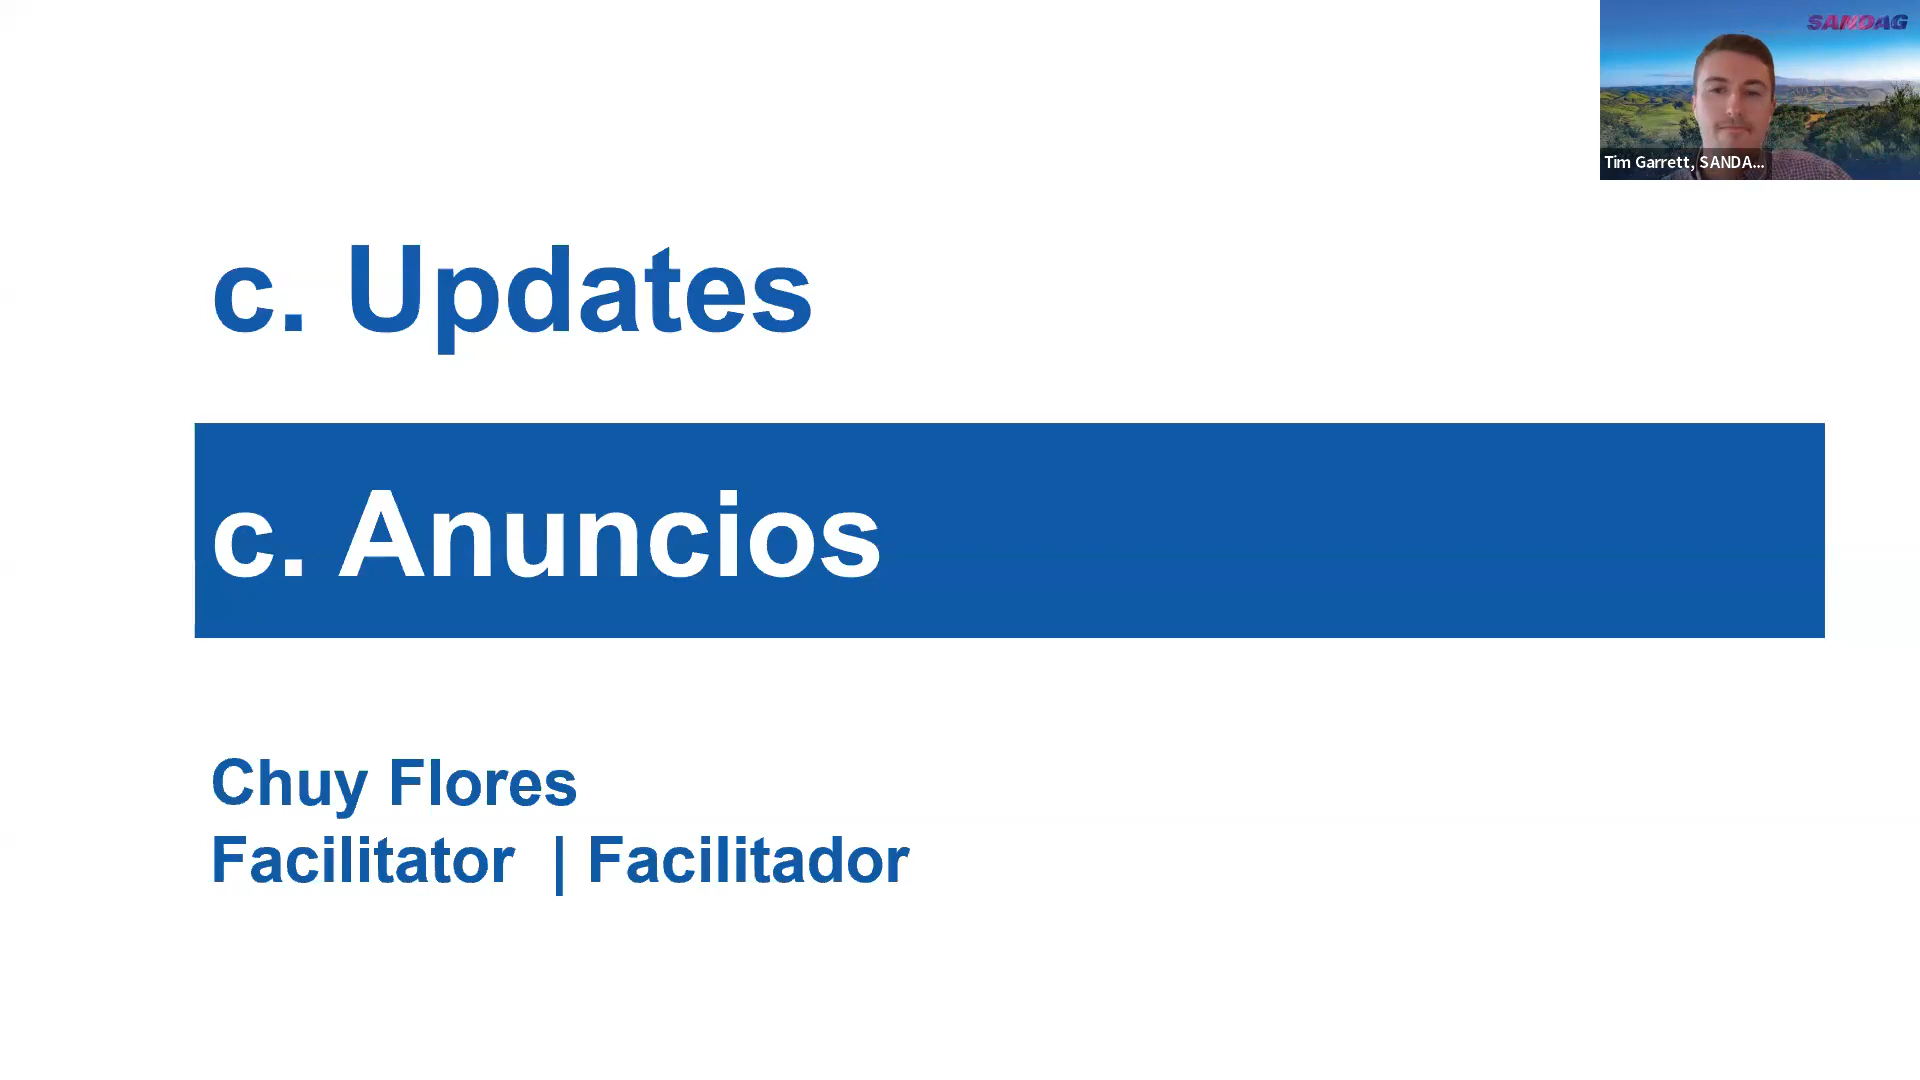 SANDAG
Tim Garrett, SANDA...
c. Updates
c. Anuncios
Chuy Flores
Facilitator | Facilitador